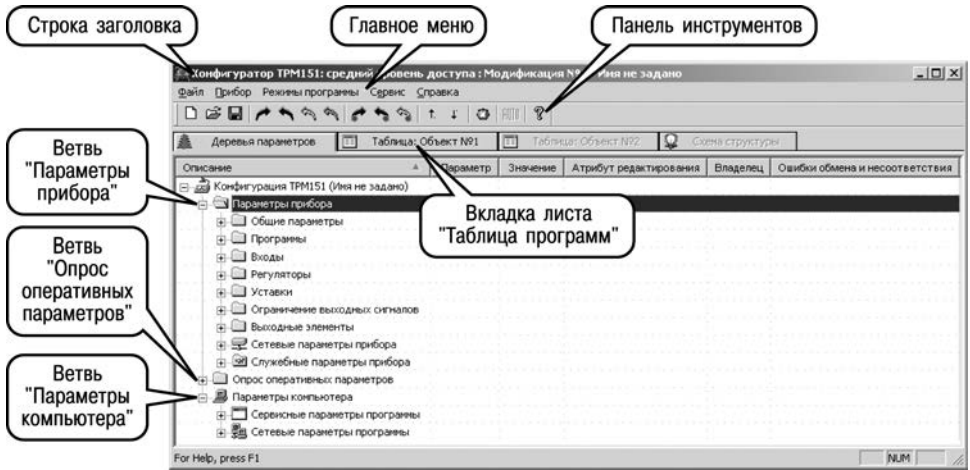 Строка заголовка
Главное меню
Панель инструментов
Конфигуратор ТРМ151: средний уровень доступа : Модификация № Имя не задано
Файл Прибор Режимы программы Сервис Справка
Деревья параметров Таблица: Объект №1 Таблица: Объект №2 Схема структуры
Описание Параметр Значение Атрибут редактирования Владелец Ошибки обмена и несоответствия
Конфигурация ТРМ151 (Имя не задано)
Параметры прибора
Общие параметры
Программы
Входы
Регуляторы
Уставки
Ограничение выходных сигналов
Выходные элементы
Сетевые параметры прибора
Служебные параметры прибора
Опрос оперативных параметров
Параметры компьютера
Сервисные параметры программы
Сетевые параметры программы
Ветвь
"Параметры
прибора"
Ветвь
"Опрос
оперативных
параметров"
Ветвь
"Параметры
компьютера"
Вкладка листа
"Таблица программ"
For Help, press F1
NUM